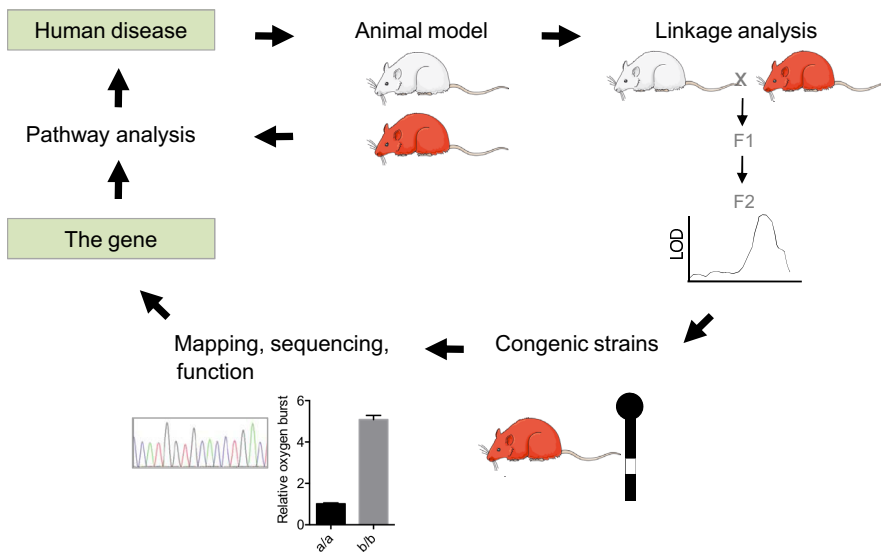 Human disease
Animal model
Linkage analysis
X
Pathway analysis
F1
F2
The gene
LOD
Mapping, sequencing,
function
Congenic strains
Relative oxygen burst
6
4
2
0
a/a
b/b